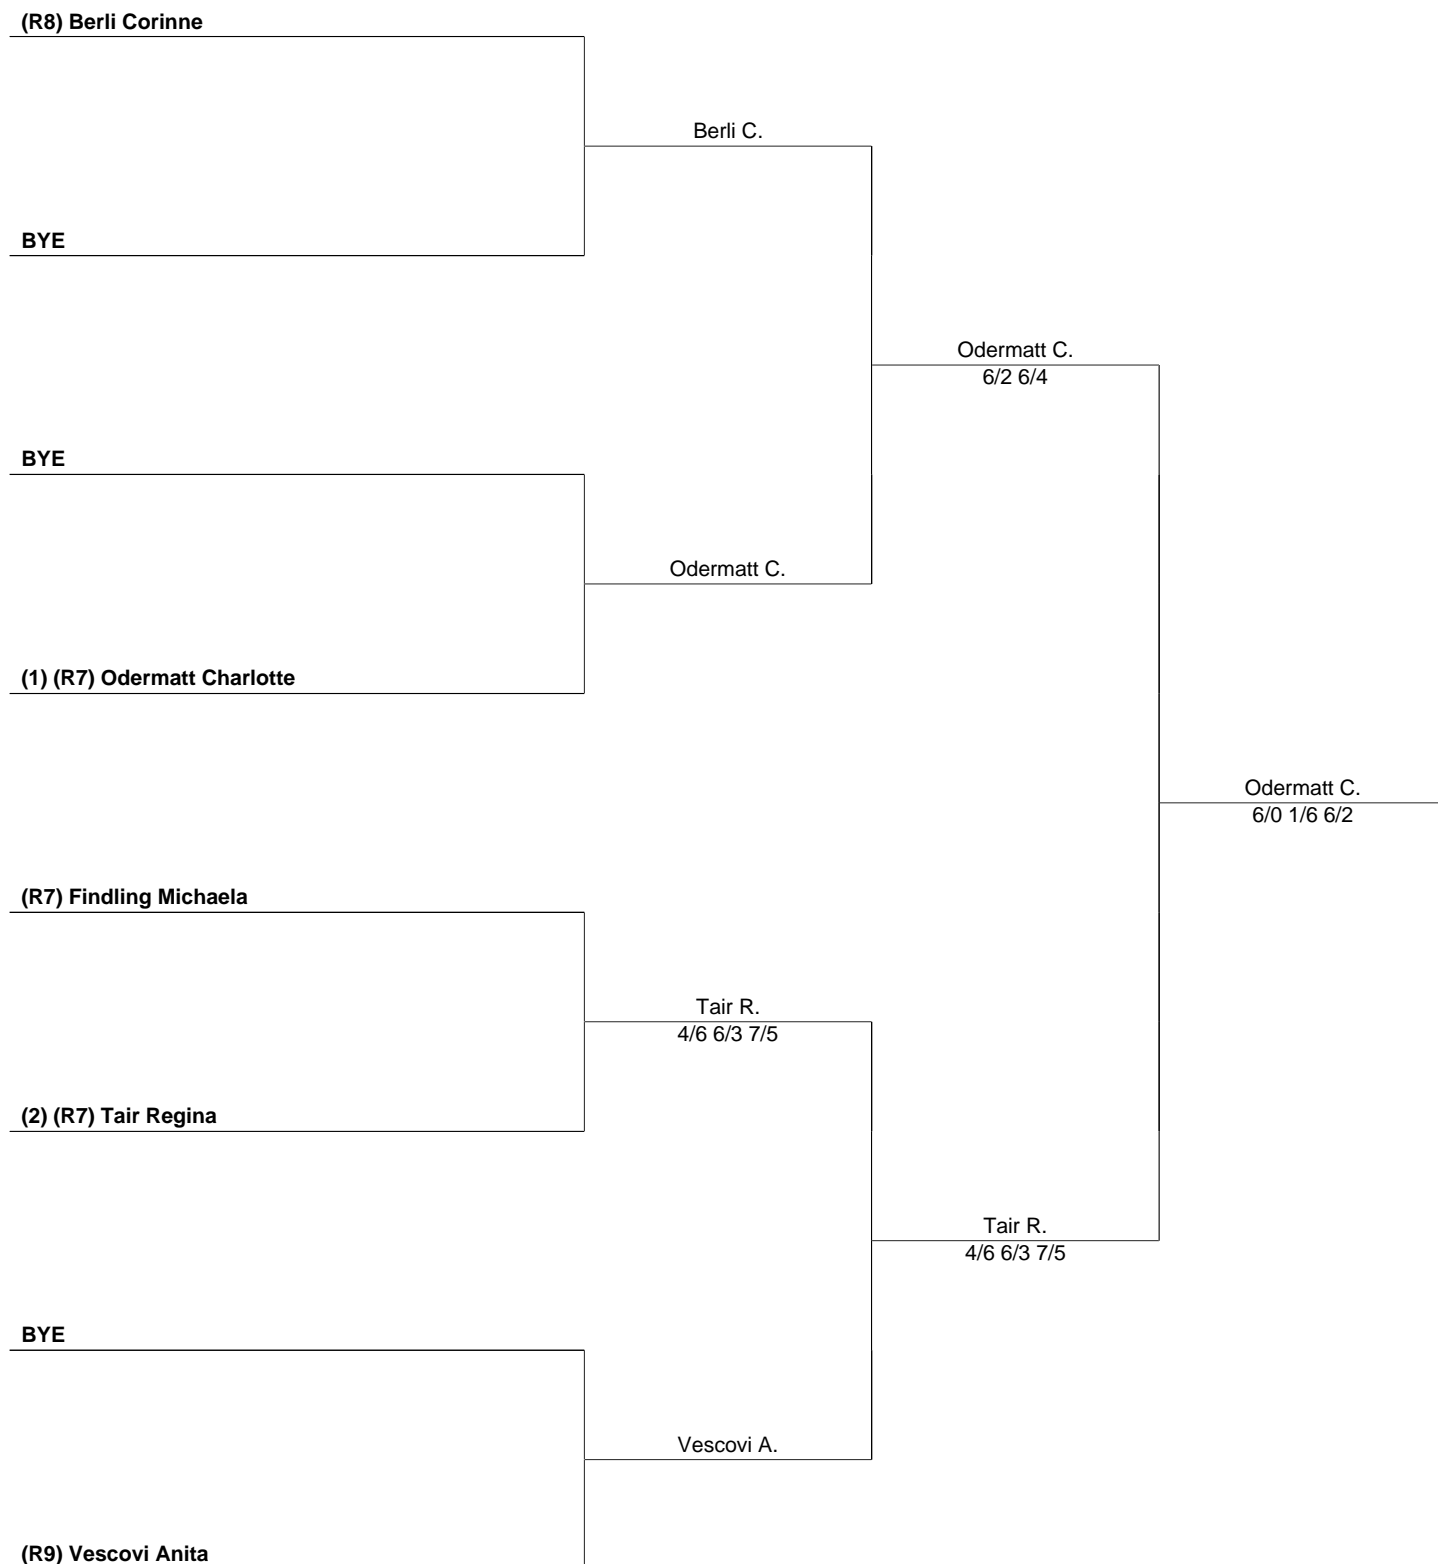 (R8) Berli Corinne
Berli C.
BYE
Odermatt C.
6/2 6/4
BYE
Odermatt C.
(1) (R7) Odermatt Charlotte
Odermatt C.
6/0 1/6 6/2
(R7) Findling Michaela
Tair R.
4/6 6/3 7/5
(2) (R7) Tair Regina
Tair R.
4/6 6/3 7/5
BYE
Vescovi A.
(R9) Vescovi Anita